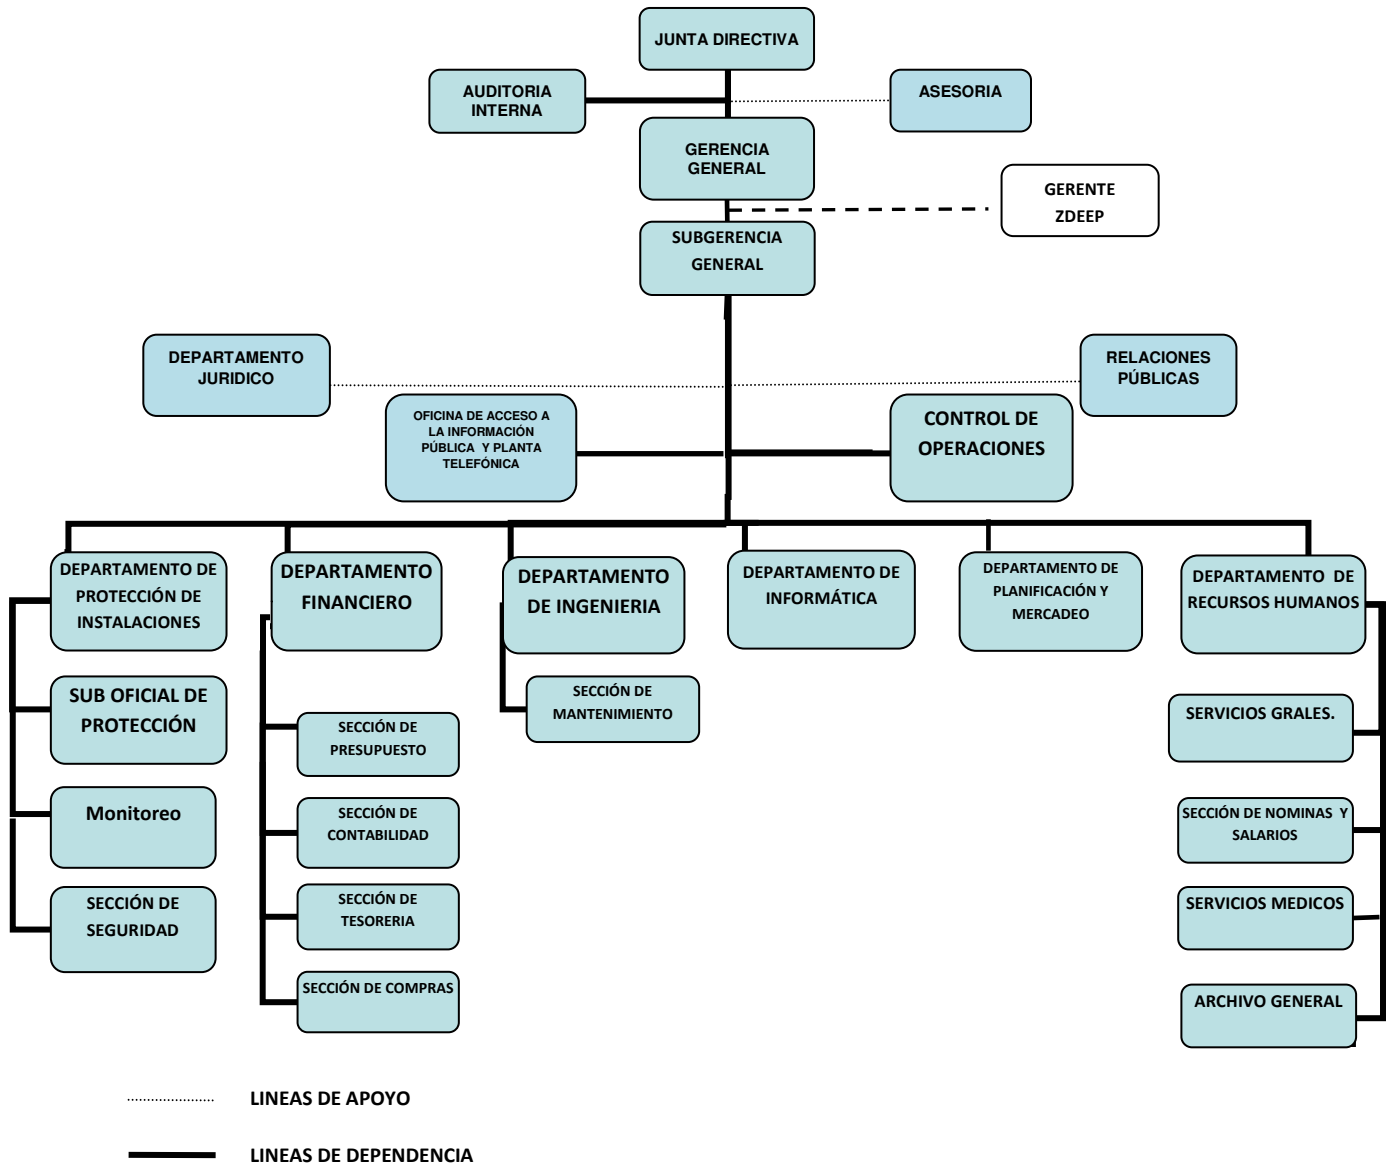 JUNTA DIRECTIVA
AUDITORIA
INTERNA
ASESORIA
GERENCIA
GENERAL
GERENTE
ZDEEP
SUBGERENCIA
GENERAL
DEPARTAMENTO
JURIDICO
RELACIONES
PÚBLICAS
OFICINA DE ACCESO A
LA INFORMACIÓN
PÚBLICA Y PLANTA
TELEFÓNICA
CONTROL DE
OPERACIONES
DEPARTAMENTO DE
PROTECCIÓN DE
INSTALACIONES
DEPARTAMENTO
FINANCIERO
DEPARTAMENTO
DE INGENIERIA
DEPARTAMENTO DE
INFORMÁTICA
DEPARTAMENTO DE
PLANIFICACIÓN Y
MERCADEO
DEPARTAMENTO DE
RECURSOS HUMANOS
SUB OFICIAL DE
PROTECCIÓN
Monitoreo
SECCIÓN DE
SEGURIDAD
SECCIÓN DE
PRESUPUESTO
SECCIÓN DE
CONTABILIDAD
SECCIÓN DE
TESORERIA
SECCIÓN DE COMPRAS
SECCIÓN DE
MANTENIMIENTO
SERVICIOS GRALES.
SECCIÓN DE NOMINAS Y
SALARIOS
SERVICIOS MEDICOS
ARCHIVO GENERAL
LINEAS DE APOYO
LINEAS DE DEPENDENCIA